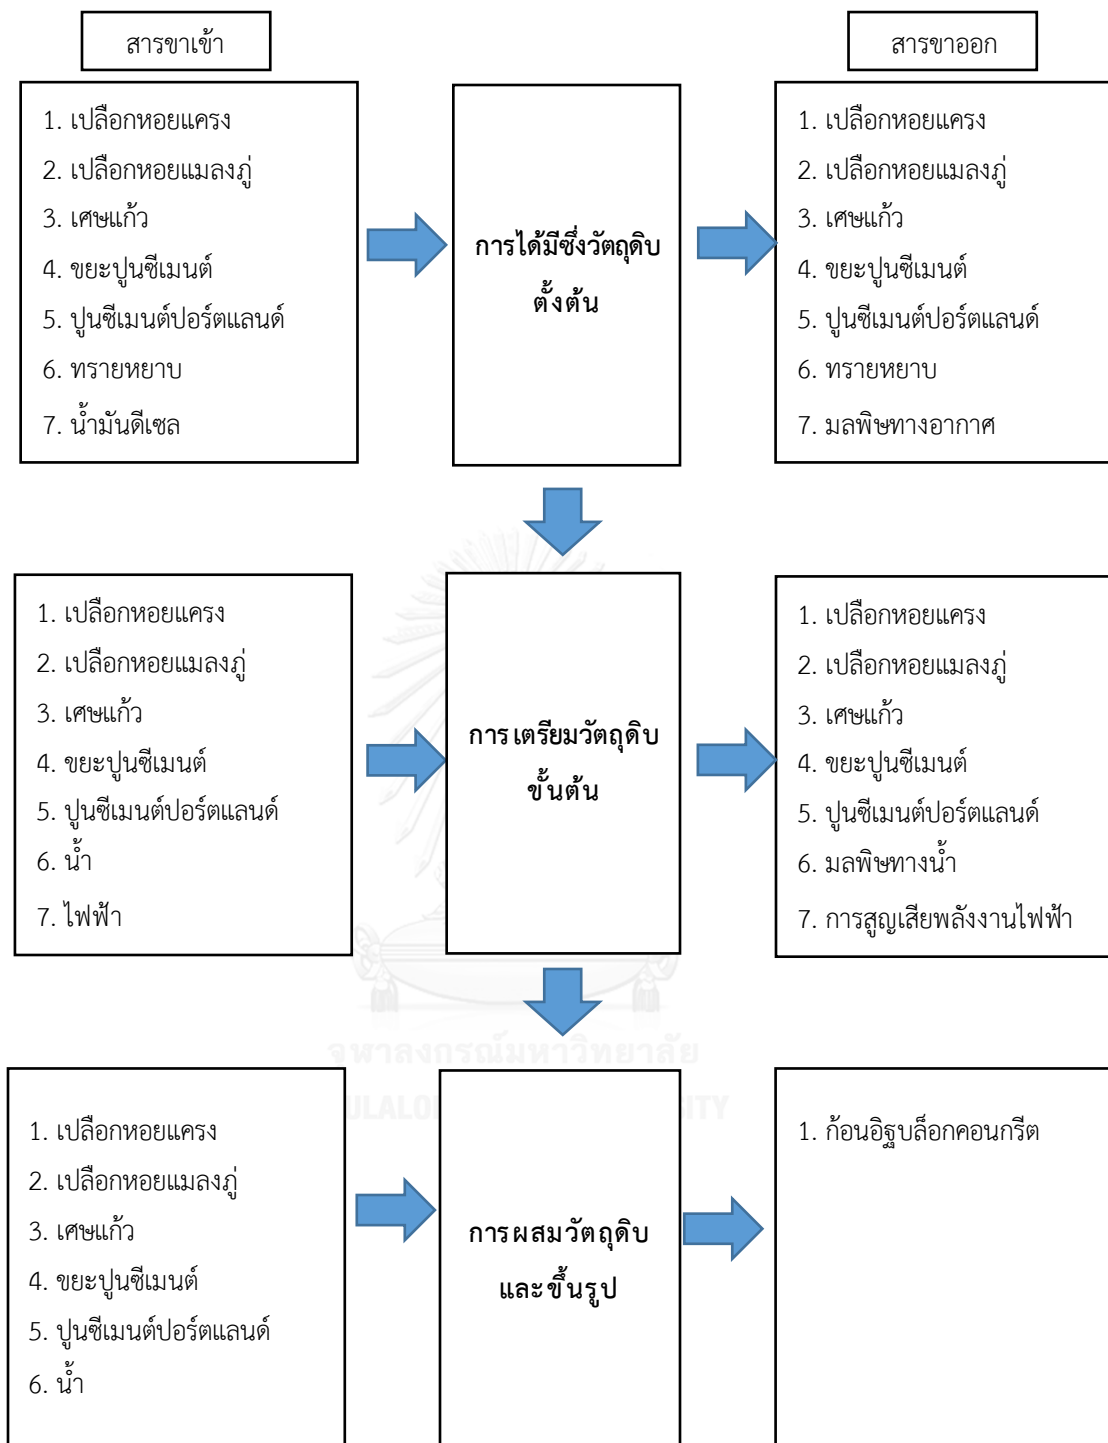 สารขาเข้า
สารขาออก
1. เปลือกหอยแครง
2. เปลือกหอยแมลงภู่
3. เศษแก้ว
4. ขยะปูนซีเมนต์
5. ปูนซีเมนต์ปอร์ตแลนด์
6. ทรายหยาบ
7. น้ำมันดีเซล
การได้มีซึ่งวัตถุดิบ
ตั้งต้น
1. เปลือกหอยแครง
2. เปลือกหอยแมลงภู่
3. เศษแก้ว
4. ขยะปูนซีเมนต์
5. ปูนซีเมนต์ปอร์ตแลนด์
6. ทรายหยาบ
7. มลพิษทางอากาศ
1. เปลือกหอยแครง
2. เปลือกหอยแมลงภู่
3. เศษแก้ว
4. ขยะปูนซีเมนต์
5. ปูนซีเมนต์ปอร์ตแลนด์
6. น้ำ
7. ไฟฟ้า
การเตรียมวัตถุดิบ
ขั้นต้น
1. เปลือกหอยแครง
2. เปลือกหอยแมลงภู่
3. เศษแก้ว
4. ขยะปูนซีเมนต์
5. ปูนซีเมนต์ปอร์ตแลนด์
6. มลพิษทางน้ำ
7. การสูญเสียพลังงานไฟฟ้า
จุฬาลงกรณ์มหาวิทยาลัย
1. เปลือกหอยแครง
2. เปลือกหอยแมลงภู่
3. เศษแก้ว
4. ขยะปูนซีเมนต์
5. ปูนซีเมนต์ปอร์ตแลนด์
6. น้ำ
การผสมวัตถุดิบ
และขึ้นรูป
1. ก้อนอิฐบล็อกคอนกรีต